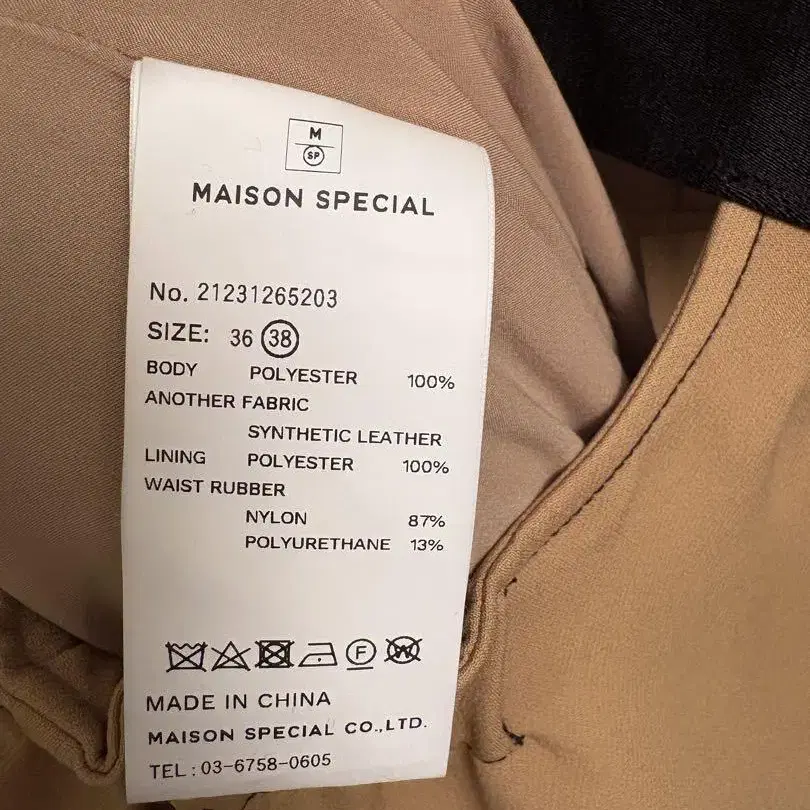 M
SP
MAISON SPECIAL
No. 21231265203
SIZE: 36 38
BODY POLYESTER 100%
ANOTHER FABRIC
SYNTHETIC LEATHER
LINING POLYESTER 100%
WAIST RUBBER
NYLON 87%
POLYURETHANE 13%
F W
MADE IN CHINA
MAISON SPECIAL CO.,LTD.
TEL : 03-6758-0605